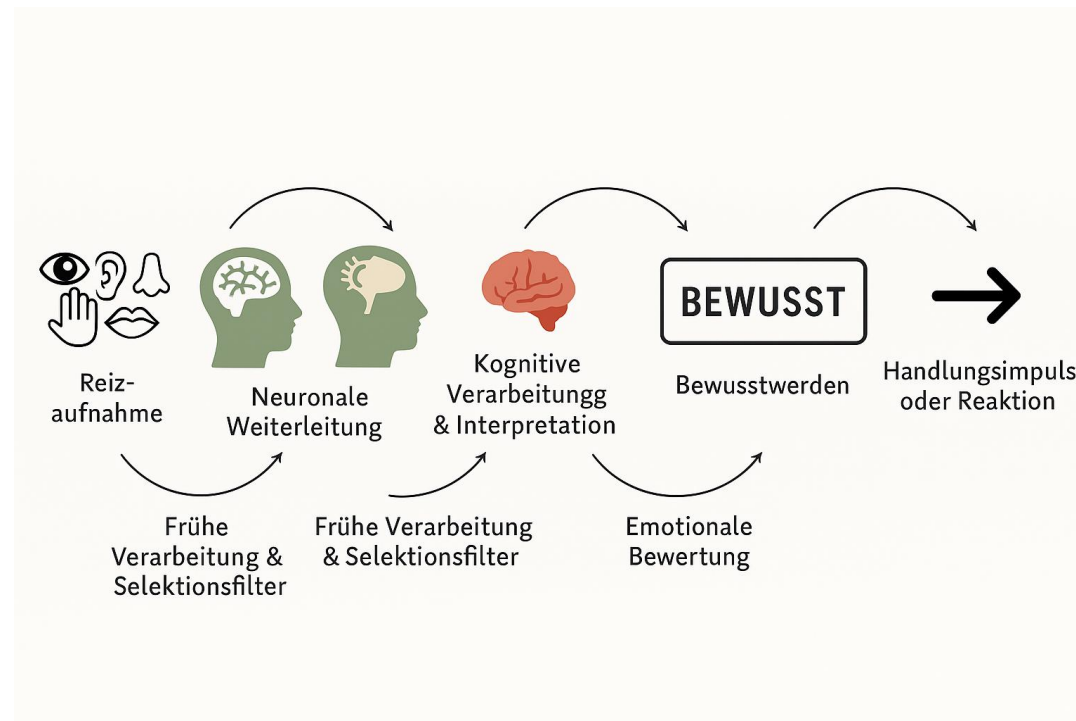 Reiz-
aufnahme
Neuronale
Weiterleitung
Kognitive
Verarbeitungg
& Interpretation
BEWUSST
Bewusstwerden
Handlungsimpuls
oder Reaktion
Frühe
Verarbeitung &
Selektionsfilter
Frühe Verarbeitung
& Selektionsfilter
Emotionale
Bewertung